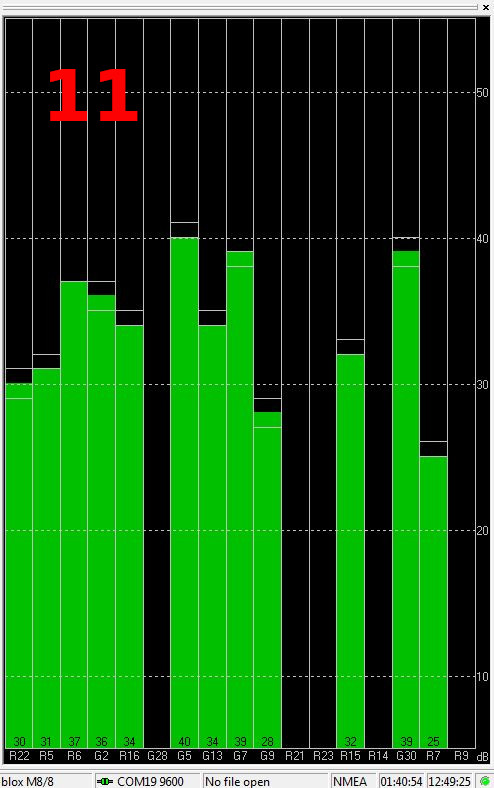 11
50
40
30
20
10
30 31 37 36 34 40 34 39 28 32 39 25
R22 R5 R6 G2 R16 G28 G5 G13 G7 G9 R21 R23 R15 R14 G30 R7 R9 dB
blox M8/8 COM19 9600 No file open NMEA 01:40:54 12:49:25